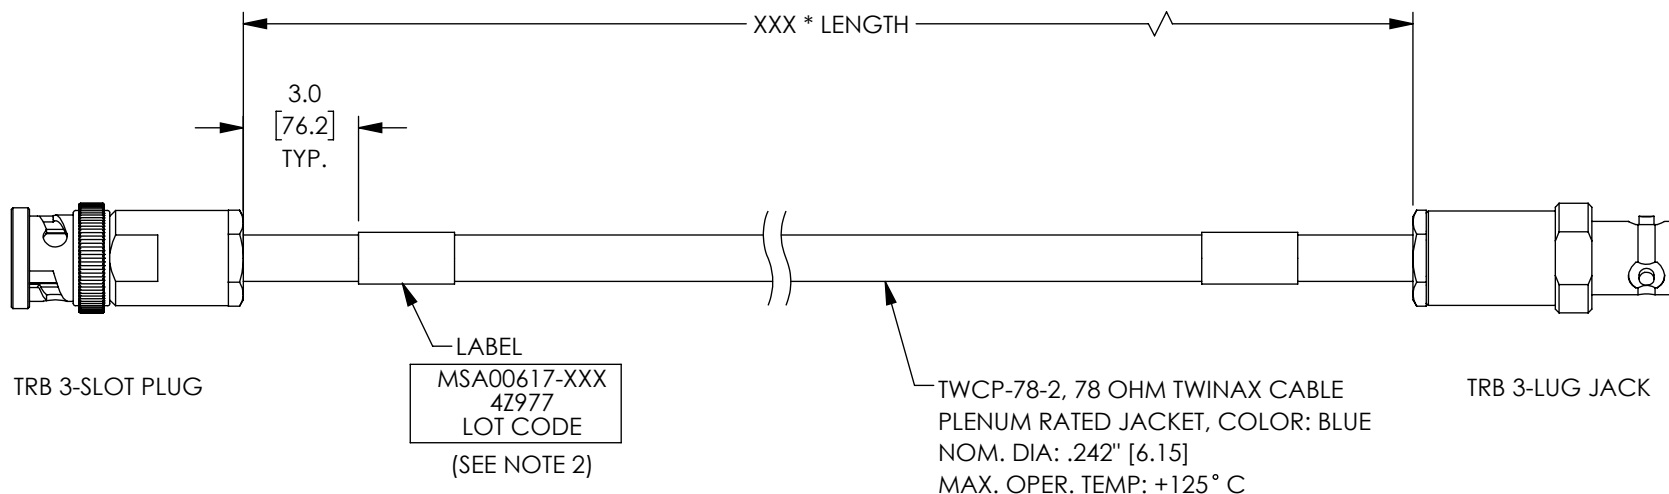 XXX * LENGTH
3.0
[76.2]
TYP.
LABEL
MSA00617-XXX
4Z977
LOT CODE
(SEE NOTE 2)
TRB 3-SLOT PLUG
TWCP-78-2, 78 OHM TWINAX CABLE
PLENUM RATED JACKET, COLOR: BLUE
NOM. DIA: .242" [6.15]
MAX. OPER. TEMP: +125° C
TRB 3-LUG JACK